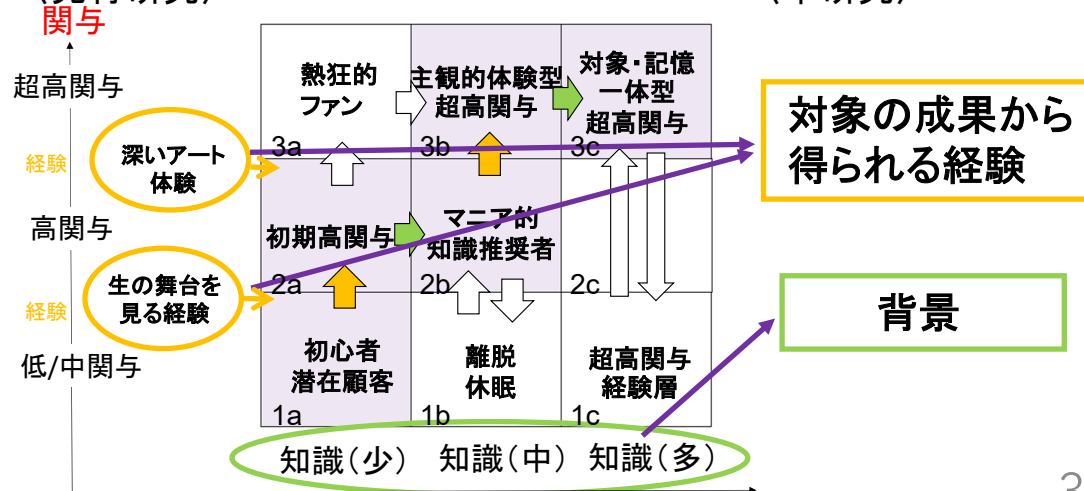 関与
超高関与
経験
高関与
経験
低/中関与
深いアート
体験
生の舞台を
見る経験
熱狂的
ファン
3a
主観的体験型
超高関与
3b
対象・記憶
一体型
超高関与
3c
初期高関与
2a
マニア的
知識推奨者
2b
2c
初心者
潜在顧客
1a
離脱
休眠
1b
超高関与
経験層
1c
知識(少)
知識(中)
知識(多)
対象の成果から
得られる経験
背景
3